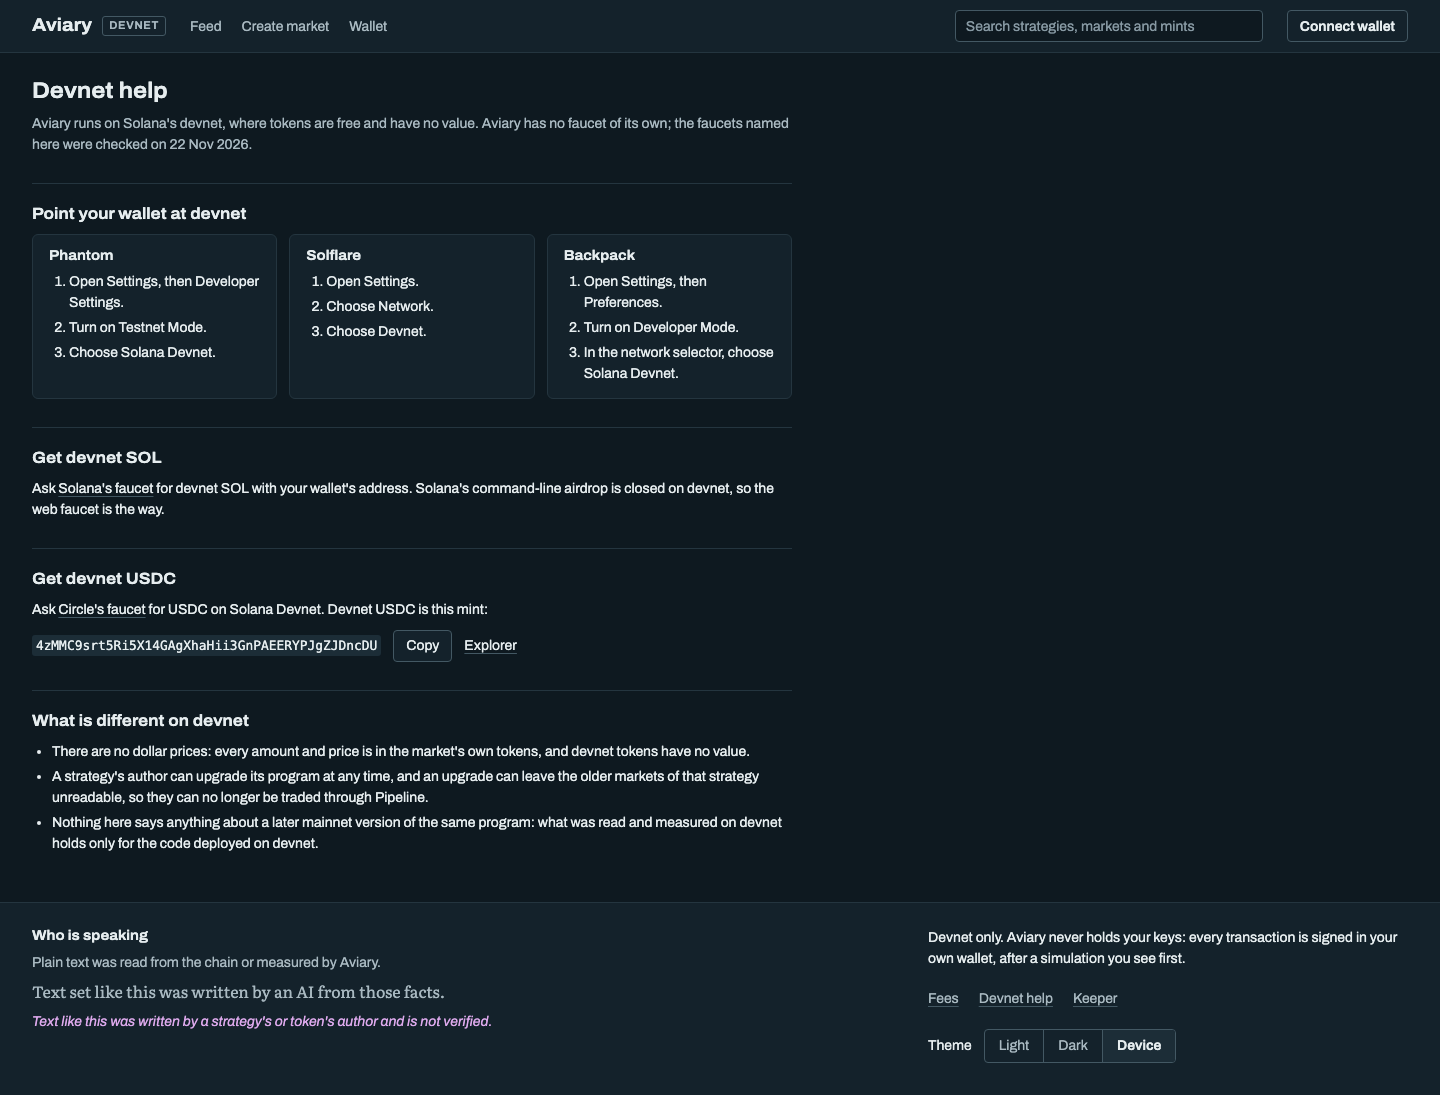 Aviary DEVNET Feed Create market Wallet Search strategies, markets and mints Connect wallet
Devnet help
Aviary runs on Solana's devnet, where tokens are free and have no value. Aviary has no faucet of its own; the faucets named
here were checked on 22 Nov 2026.
Point your wallet at devnet
Phantom
1. Open Settings, then Developer
Settings.
2. Turn on Testnet Mode.
3. Choose Solana Devnet.
Solflare
1. Open Settings.
2. Choose Network.
3. Choose Devnet.
Backpack
1. Open Settings, then
Preferences.
2. Turn on Developer Mode.
3. In the network selector, choose
Solana Devnet.
Get devnet SOL
Ask Solana's faucet for devnet SOL with your wallet's address. Solana's command-line airdrop is closed on devnet, so the
web faucet is the way.
Get devnet USDC
Ask Circle's faucet for USDC on Solana Devnet. Devnet USDC is this mint:
4zMMC9srt5Ri5X14GAgXhaHii3GnPAEERYPJgZJDncDU Copy Explorer
What is different on devnet
• There are no dollar prices: every amount and price is in the market's own tokens, and devnet tokens have no value.
• A strategy's author can upgrade its program at any time, and an upgrade can leave the older markets of that strategy
unreadable, so they can no longer be traded through Pipeline.
• Nothing here says anything about a later mainnet version of the same program: what was read and measured on devnet
holds only for the code deployed on devnet.
Who is speaking
Plain text was read from the chain or measured by Aviary.
Text set like this was written by an AI from those facts.
Text like this was written by a strategy's or token's author and is not verified.
Devnet only. Aviary never holds your keys: every transaction is signed in your
own wallet, after a simulation you see first.
Fees Devnet help Keeper
Theme Light Dark Device